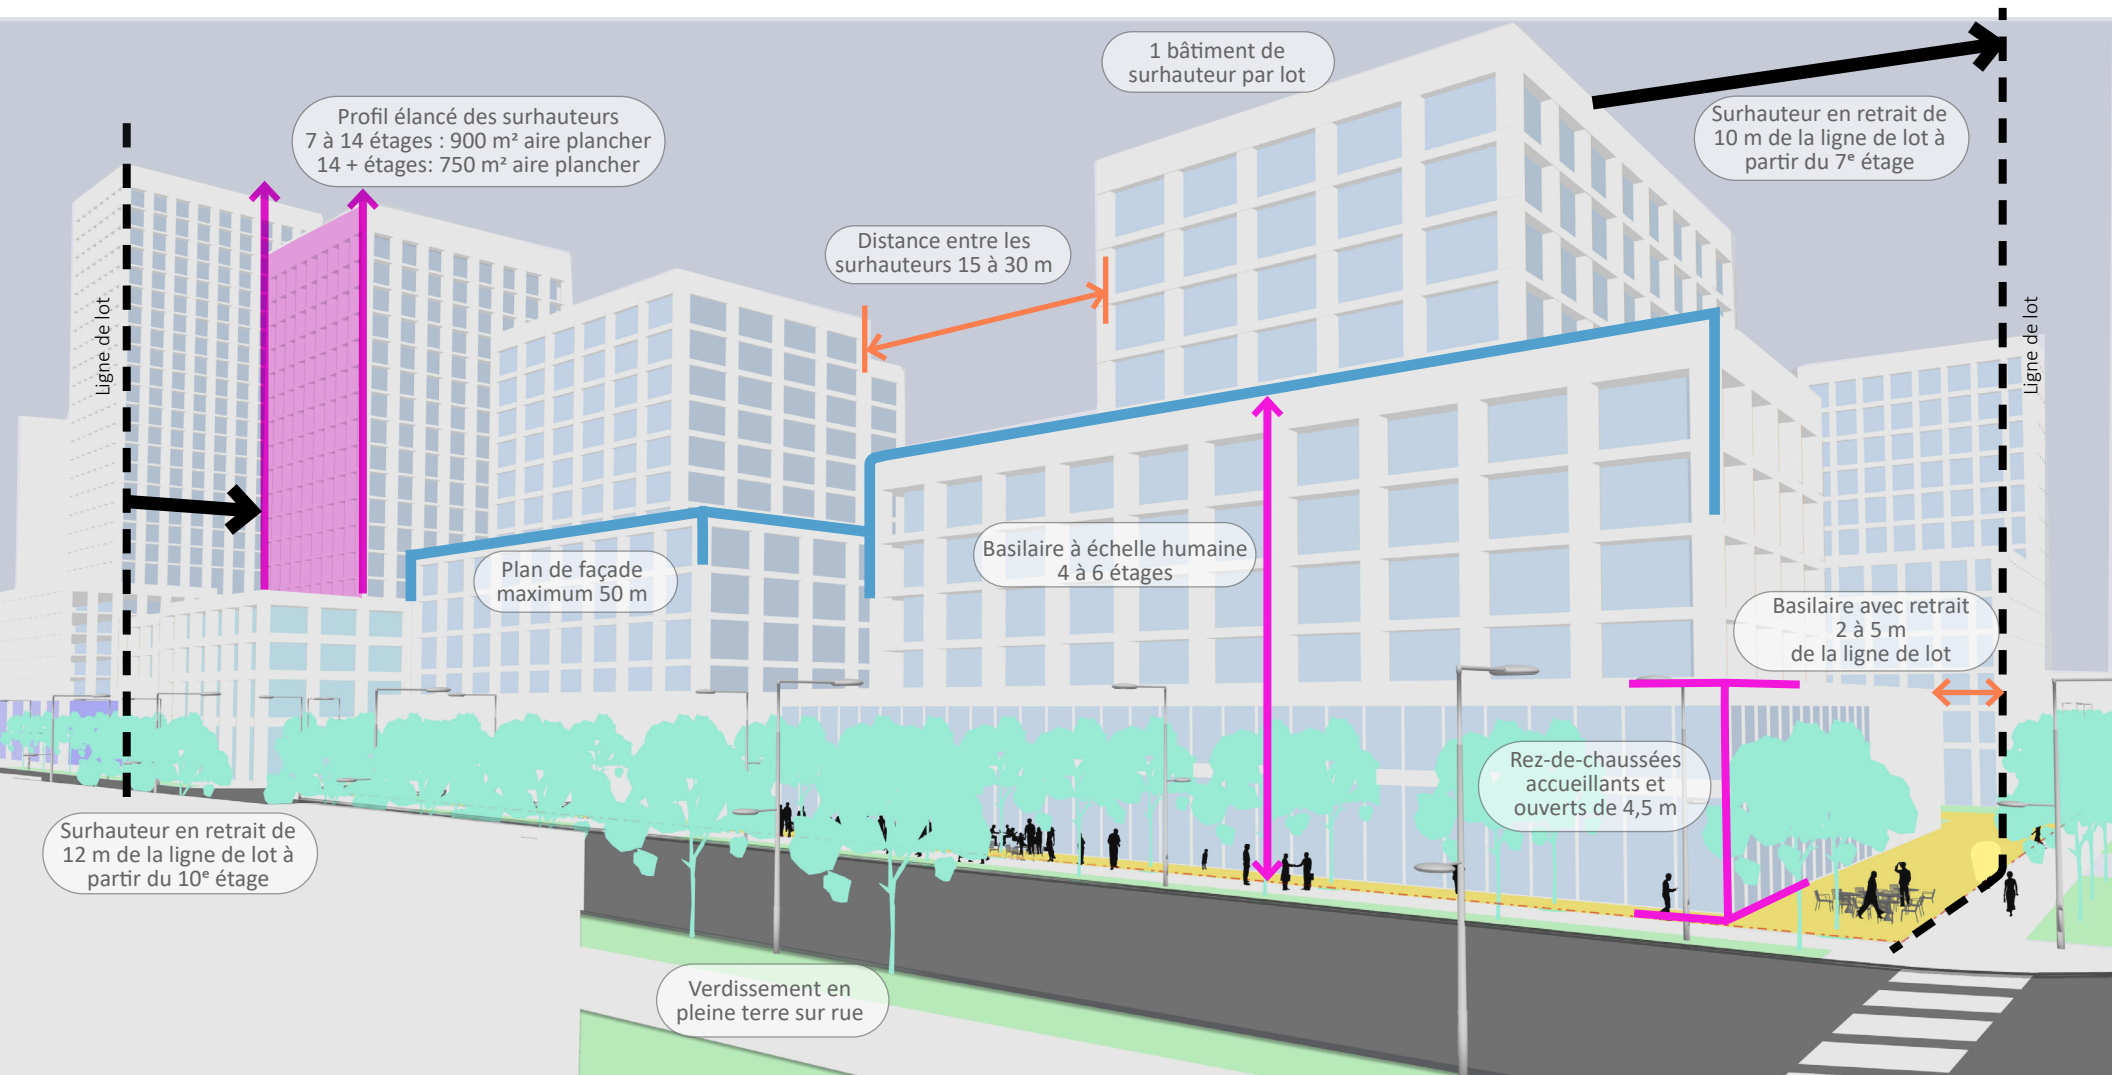 1 bâtiment de
surhauteur par lot
Profil élancé des surhauteurs
7 à 14 étages : 900 m² aire plancher
14 + étages: 750 m² aire plancher
Surhauteur en retrait de
10 m de la ligne de lot à
partir du 7ᵉ étage
Distance entre les
surhauteurs 15 à 30 m
Ligne de lot
Ligne de lot
Basilaire à échelle humaine
4 à 6 étages
Plan de façade
maximum 50 m
Basilaire avec retrait
2 à 5 m
de la ligne de lot
Rez-de-chaussées
accueillants et
ouverts de 4,5 m
Surhauteur en retrait de
12 m de la ligne de lot à
partir du 10ᵉ étage
Verdissement en
pleine terre sur rue